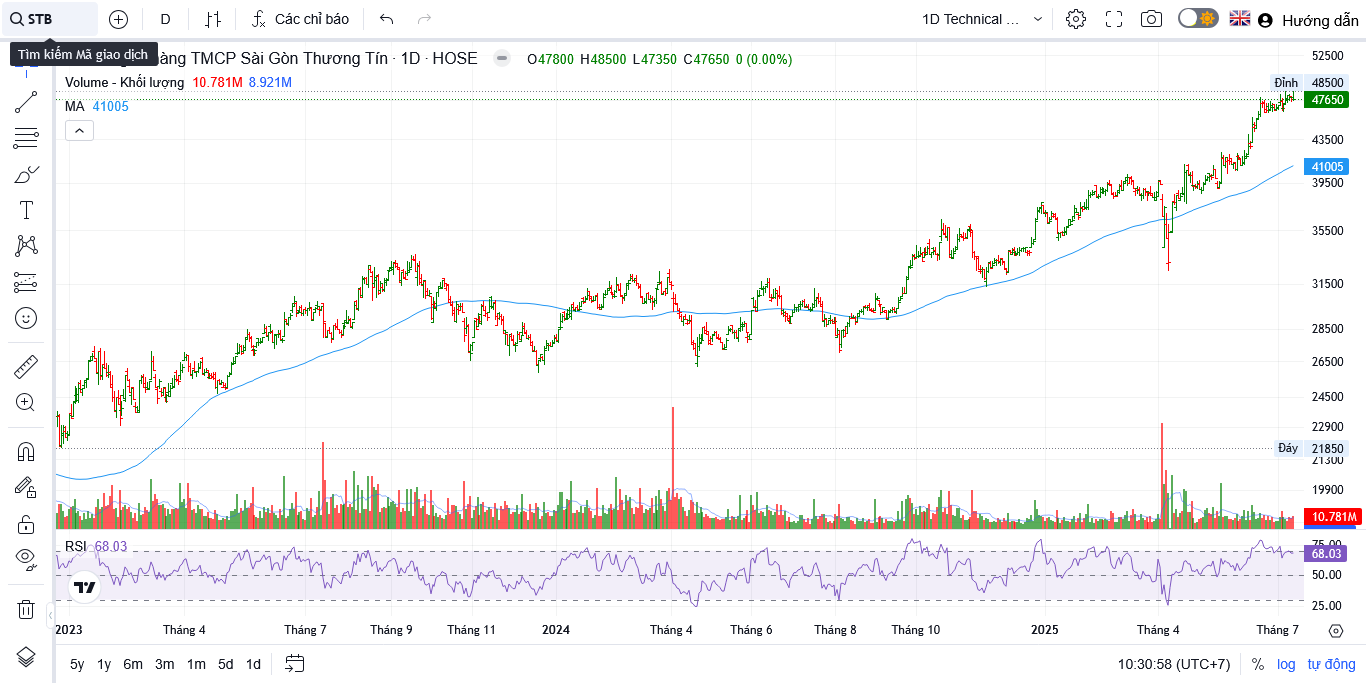 STB
D
Các chỉ báo
1D Technical ...
Hướng dẫn
Tìm kiếm Mã giao dịch
àng TMCP Sài Gòn Thương Tín · 1D · HOSE
O47800 H48500 L47350 C47650 0 (0.00%)
Volume - Khối lượng 10.781M 8.921M
MA 41005
52500
Đỉnh 48500
47650
43500
41005
39500
35500
31500
28500
26500
24500
22900
Đáy 21850
21300
19900
10.781M
RSI 68.03
75.00
68.03
50.00
25.00
2023 Tháng 4 Tháng 7 Tháng 9 Tháng 11 2024 Tháng 4 Tháng 6 Tháng 8 Tháng 10 2025 Tháng 4 Tháng 7
5y 1y 6m 3m 1m 5d 1d
10:30:58 (UTC+7) % log tự động